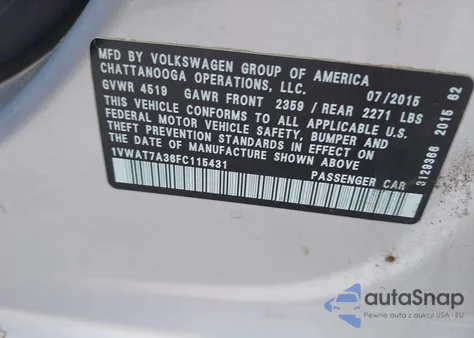 MFD BY VOLKSWAGEN GROUP OF AMERICA
CHATTANOOGA OPERATIONS, LLC. 07/2015
GVWR 4519 GAWR FRONT 2359 / REAR 2271 LBS
THIS VEHICLE CONFORMS TO ALL APPLICABLE U.S.
FEDERAL MOTOR VEHICLE SAFETY, BUMPER AND
THEFT PREVENTION STANDARDS IN EFFECT ON
THE DATE OF MANUFACTURE SHOWN ABOVE
1VWAT7A36FC115431 PASSENGER CAR
3129366 2015 62
autoSnap
Pewne auta z aukcji USA i EU